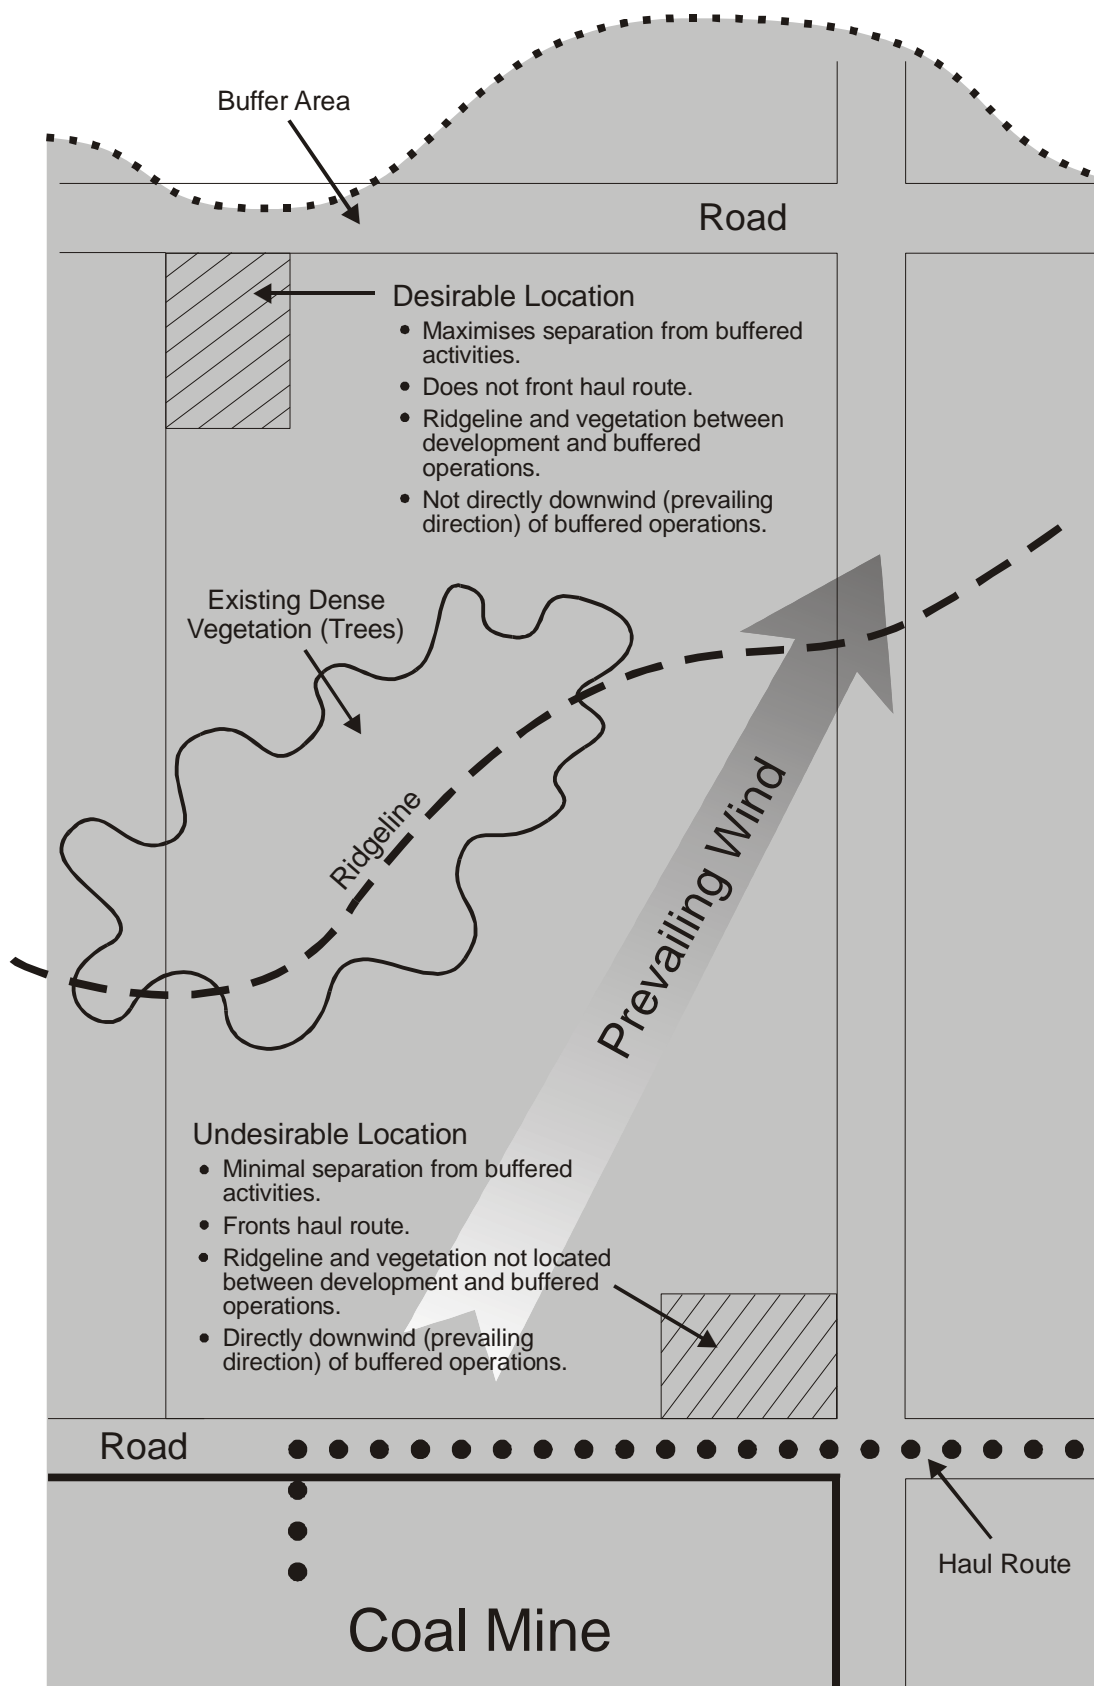 Buffer Area
Road
Desirable Location
• Maximises separation from buffered
activities.
• Does not front haul route.
• Ridgeline and vegetation between
development and buffered
operations.
• Not directly downwind (prevailing
direction) of buffered operations.
Existing Dense
Vegetation (Trees)
Ridgeline
Prevailing Wind
Undesirable Location
• Minimal separation from buffered
activities.
• Fronts haul route.
• Ridgeline and vegetation not located
between development and buffered
operations.
• Directly downwind (prevailing
direction) of buffered operations.
Road
Haul Route
Coal Mine